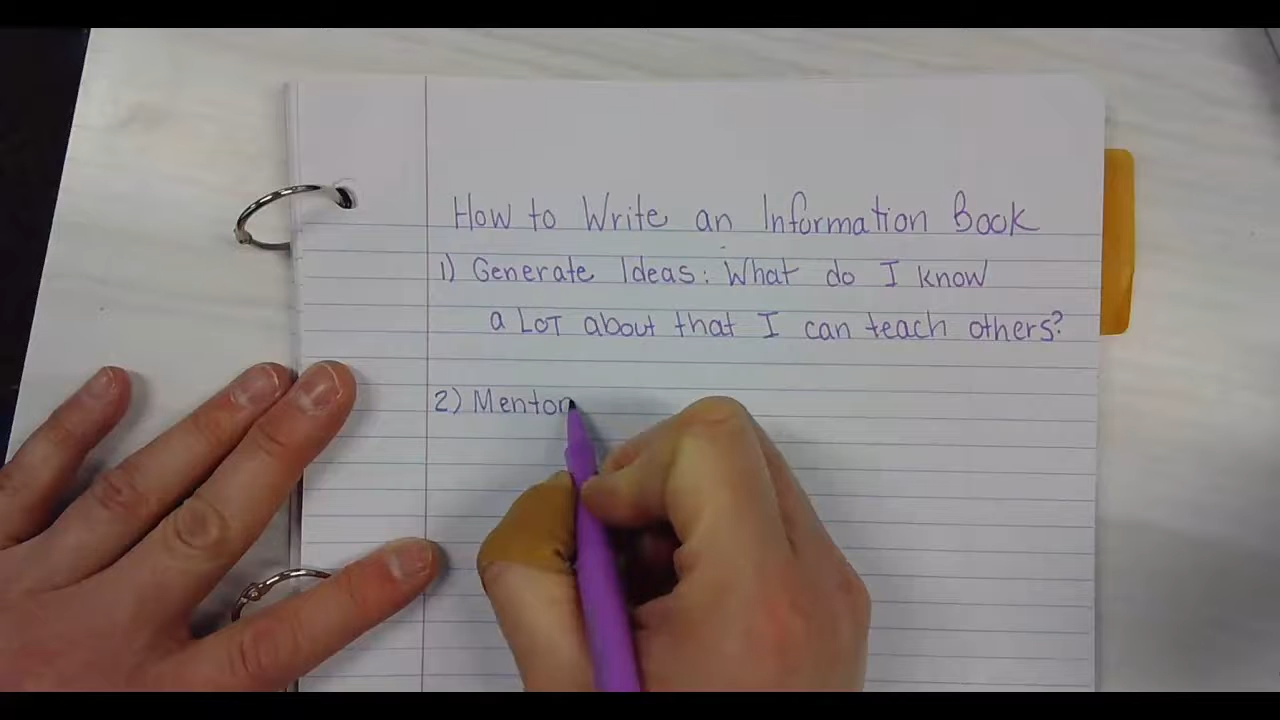 How to Write an Information Book
1) Generate Ideas: What do I know
a LOT about that I can teach others?
2) Mentor